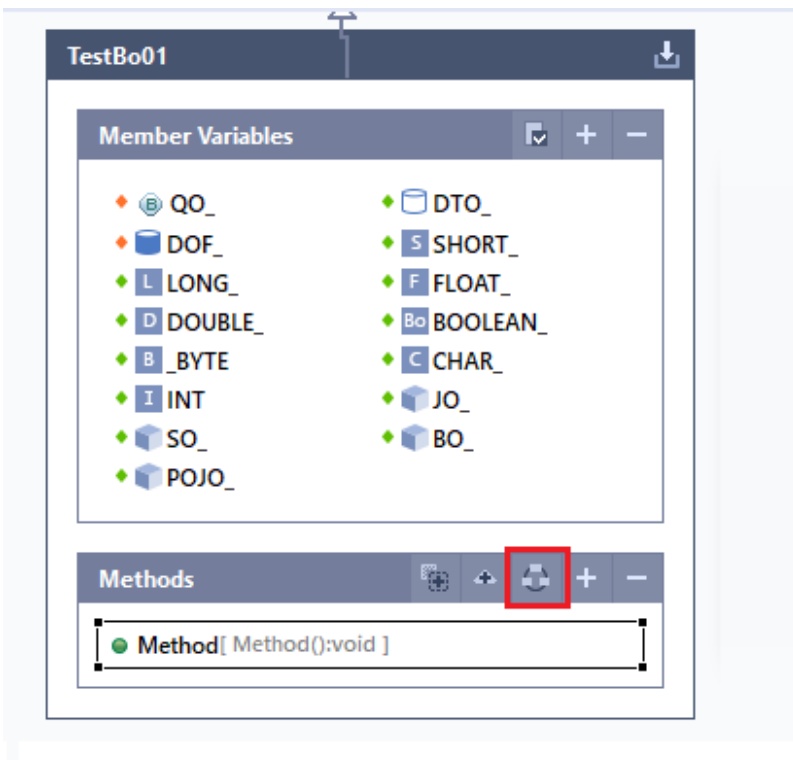 TestBo01
Member Variables
B QO_
DTO_
DOF_
S SHORT_
L LONG_
F FLOAT_
D DOUBLE_
Bo BOOLEAN_
B _BYTE
C CHAR_
I INT
JO_
SO_
BO_
POJO_
Methods
Method[ Method():void ]